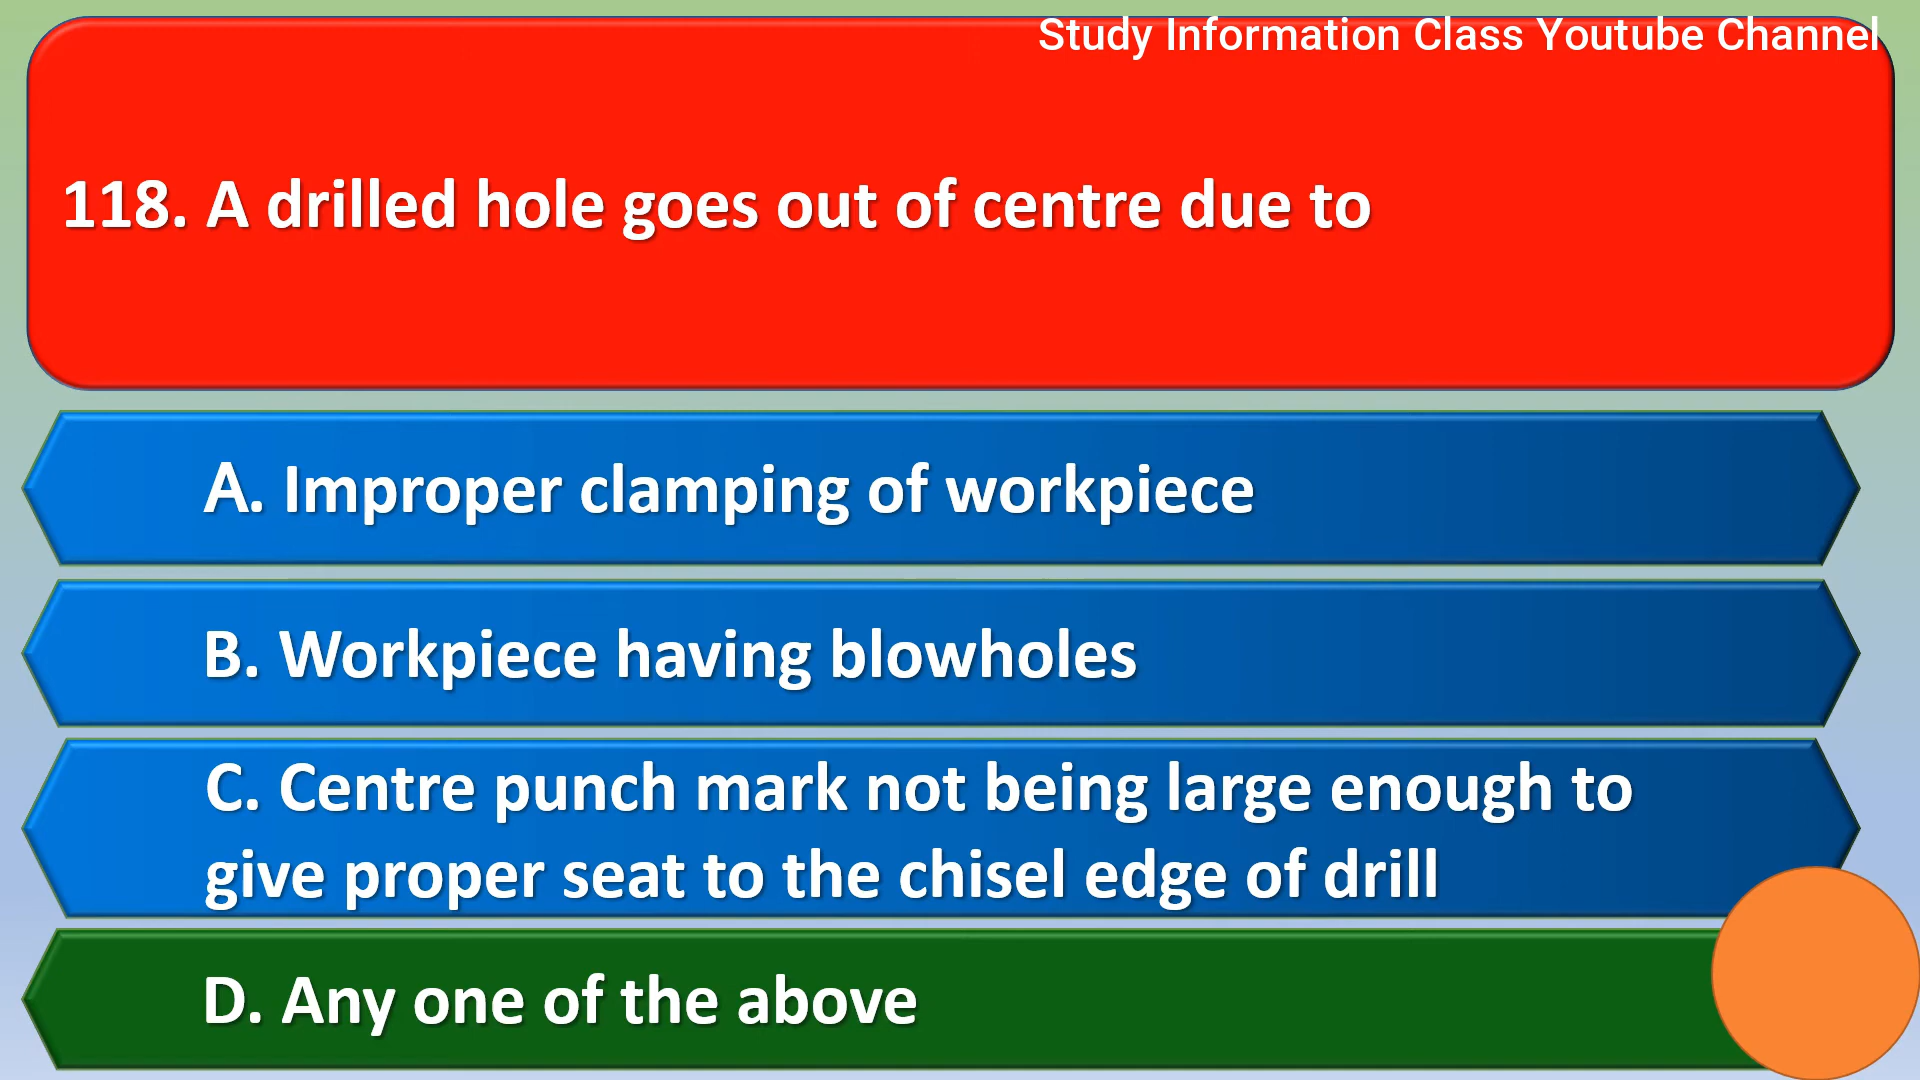 Study Information Class Youtube Channel
118. A drilled hole goes out of centre due to
A. Improper clamping of workpiece
B. Workpiece having blowholes
C. Centre punch mark not being large enough to
give proper seat to the chisel edge of drill
D. Any one of the above